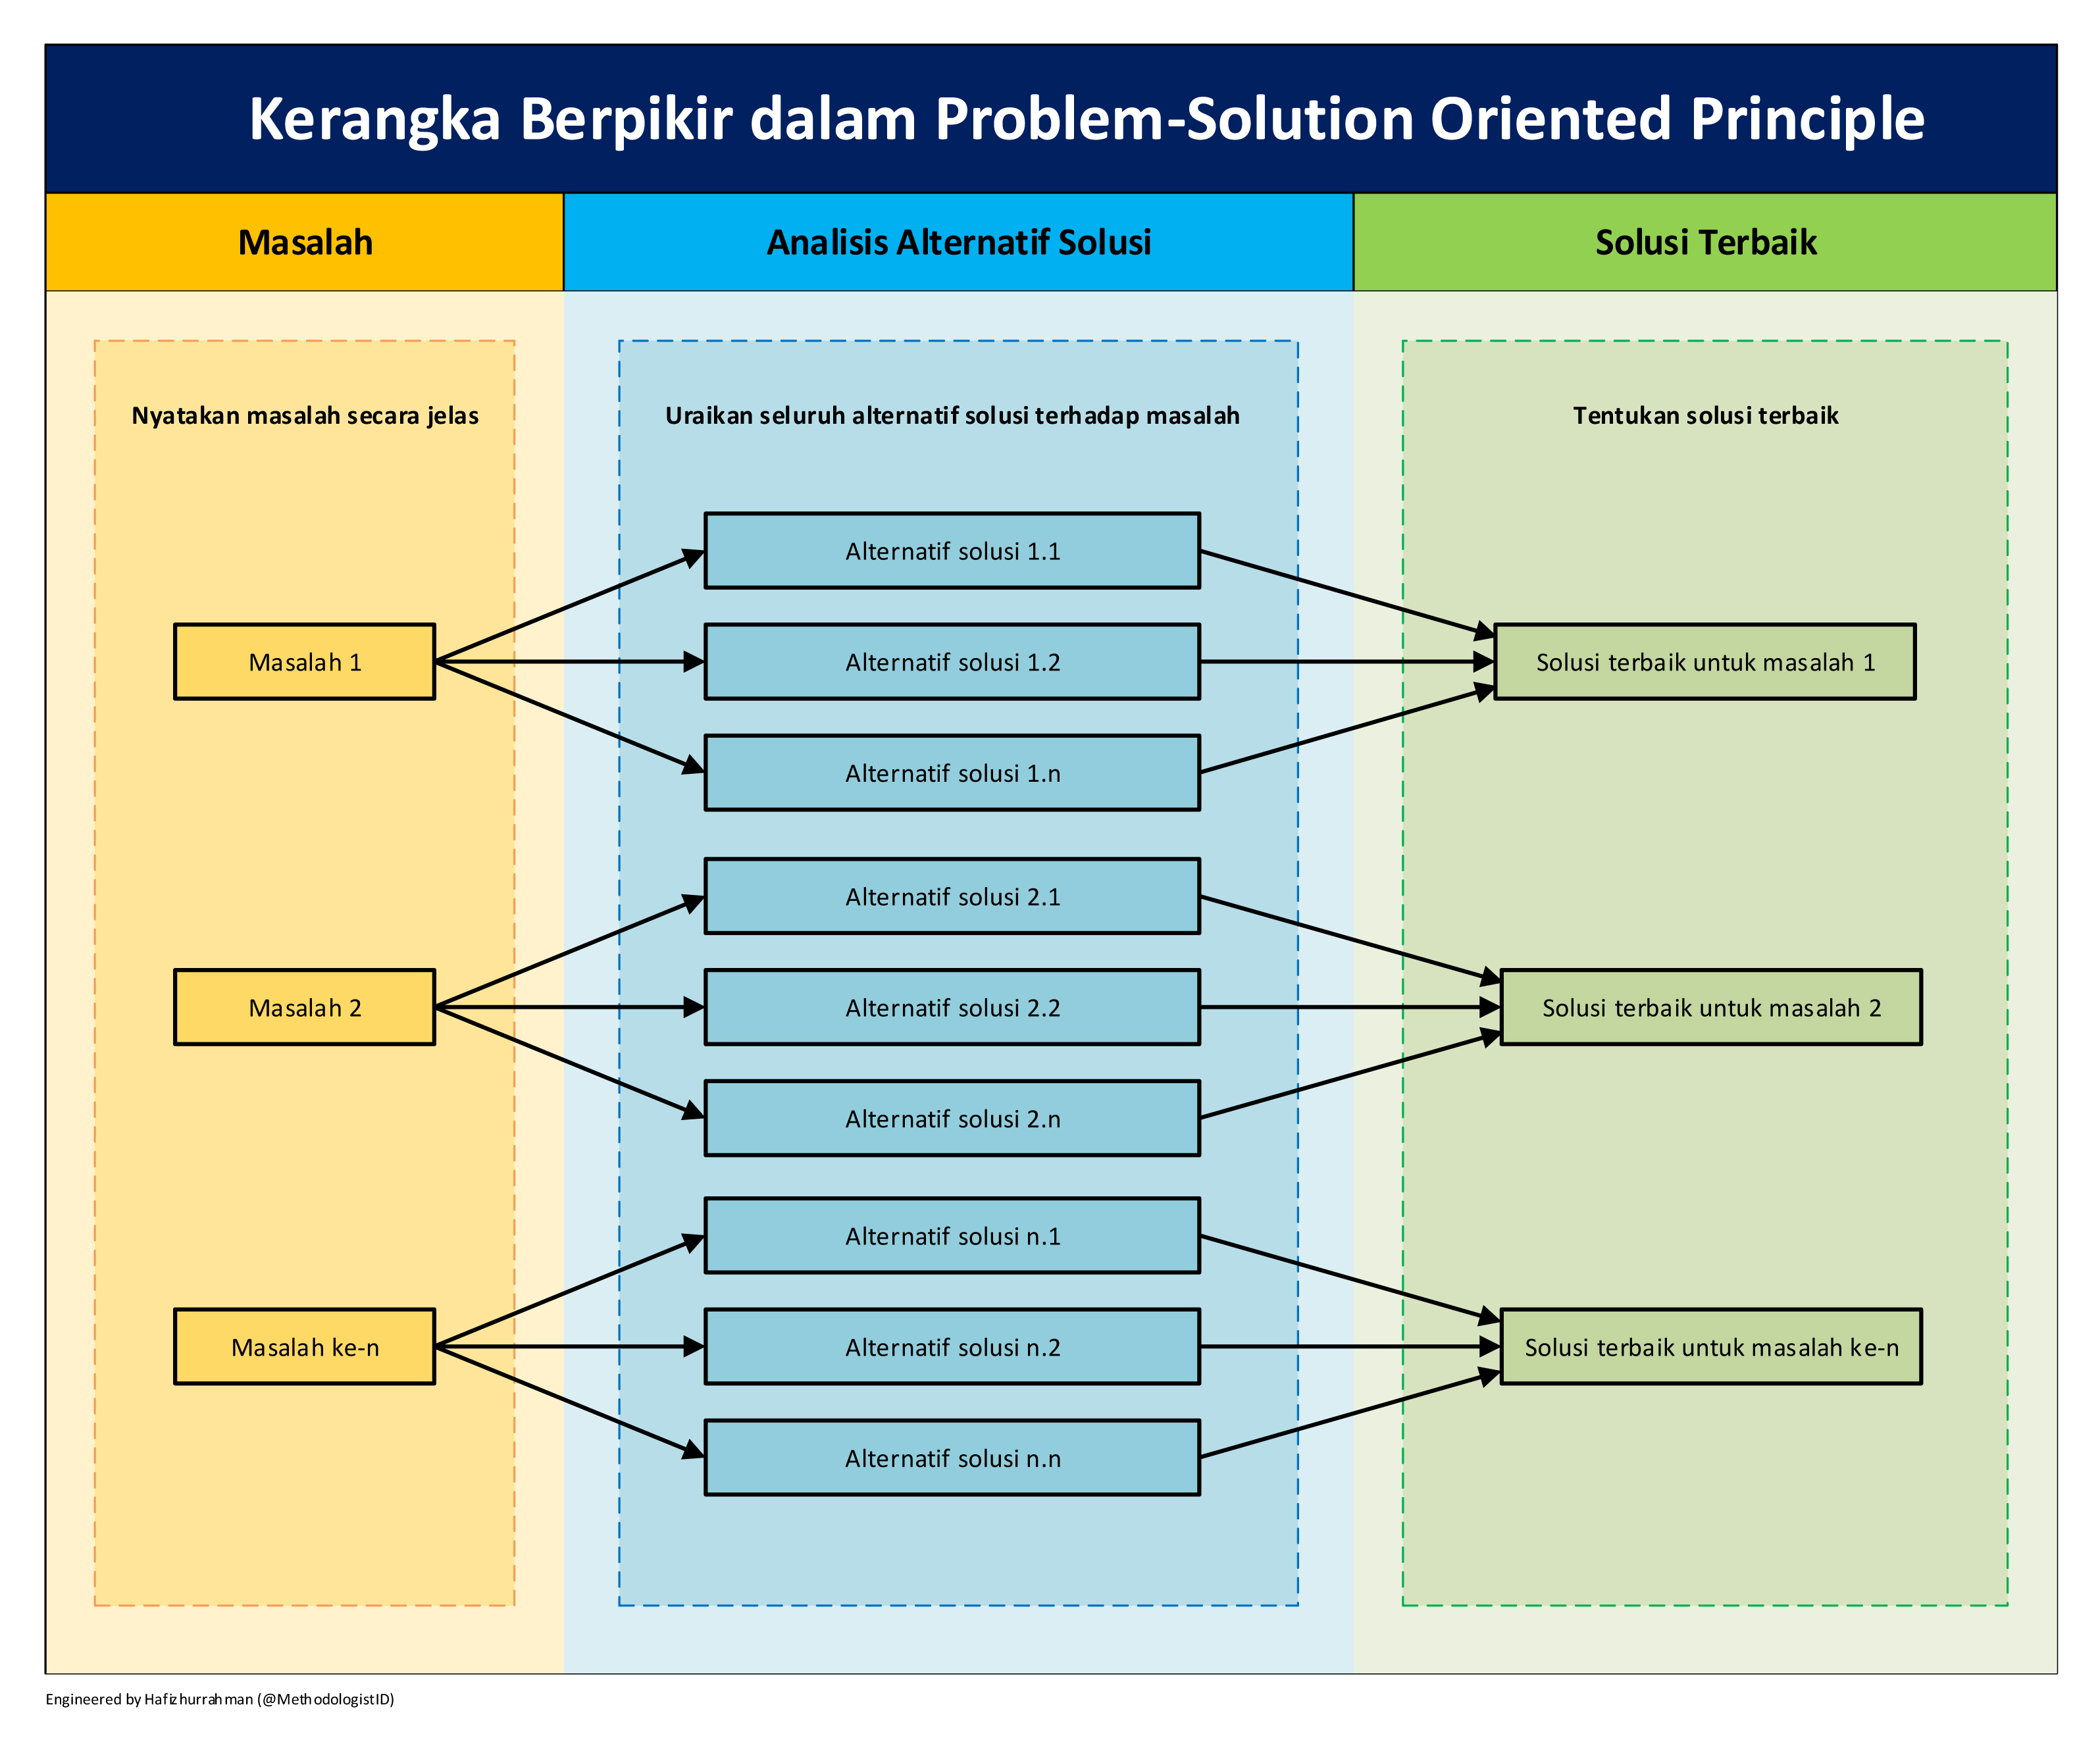 Kerangka Berpikir dalam Problem-Solution Oriented Principle
Masalah
Analisis Alternatif Solusi
Solusi Terbaik
Nyatakan masalah secara jelas
Uraikan seluruh alternatif solusi terhadap masalah
Tentukan solusi terbaik
Masalah 1
Alternatif solusi 1.1
Alternatif solusi 1.2
Alternatif solusi 1.n
Solusi terbaik untuk masalah 1
Masalah 2
Alternatif solusi 2.1
Alternatif solusi 2.2
Alternatif solusi 2.n
Solusi terbaik untuk masalah 2
Masalah ke-n
Alternatif solusi n.1
Alternatif solusi n.2
Alternatif solusi n.n
Solusi terbaik untuk masalah ke-n
Engineered by Hafizhurrahman (@MethodologistID)